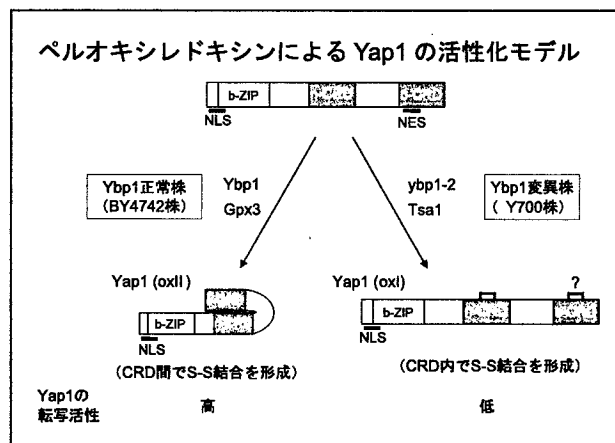 ペルオキシレドキシンによる Yap1 の活性化モデル
b-ZIP
NLS
NES
Ybp1正常株
(BY4742株)
Ybp1
Gpx3
ybp1-2
Tsa1
Ybp1変異株
( Y700株)
Yap1 (oxII)
b-ZIP
NLS
(CRD間でS-S結合を形成)
Yap1 (oxI)
?
b-ZIP
NLS
(CRD内でS-S結合を形成)
Yap1の
転写活性
高
低